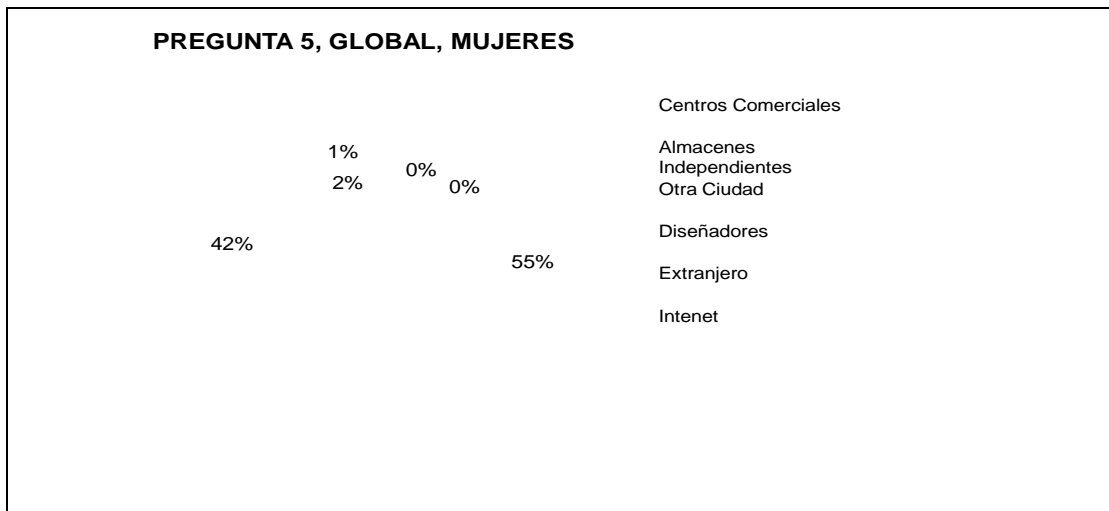 PREGUNTA 5, GLOBAL, MUJERES
1%
0%
2%
0%
42%
55%
Centros Comerciales
Almacenes
Independientes
Otra Ciudad
Diseñadores
Extranjero
Intenet